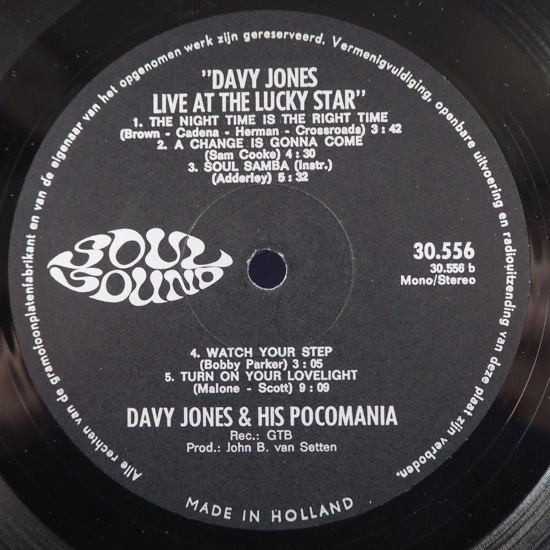 Alle rechten van de gramofoonplatenfabrikant en van de eigenaar van het opgenomen werk zijn gereserveerd. Vermenigvuldiging, openbare uitvoering en radiouitzending van deze plaat zijn verboden.
"DAVY JONES
LIVE AT THE LUCKY STAR"
1. THE NIGHT TIME IS THE RIGHT TIME
(Brown - Cadena - Herman - Crossroads) 3:42
2. A CHANGE IS GONNA COME
(Sam Cooke) 4:30
3. SOUL SAMBA (Instr.)
(Adderley) 5:32
SOUL
SOUND
30.556
30.556 b
Mono/Stereo
4. WATCH YOUR STEP
(Bobby Parker) 3:05
5. TURN ON YOUR LOVELIGHT
(Malone - Scott) 9:09
DAVY JONES & HIS POCOMANIA
Rec.: GTB
Prod.: John B. van Setten
MADE IN HOLLAND